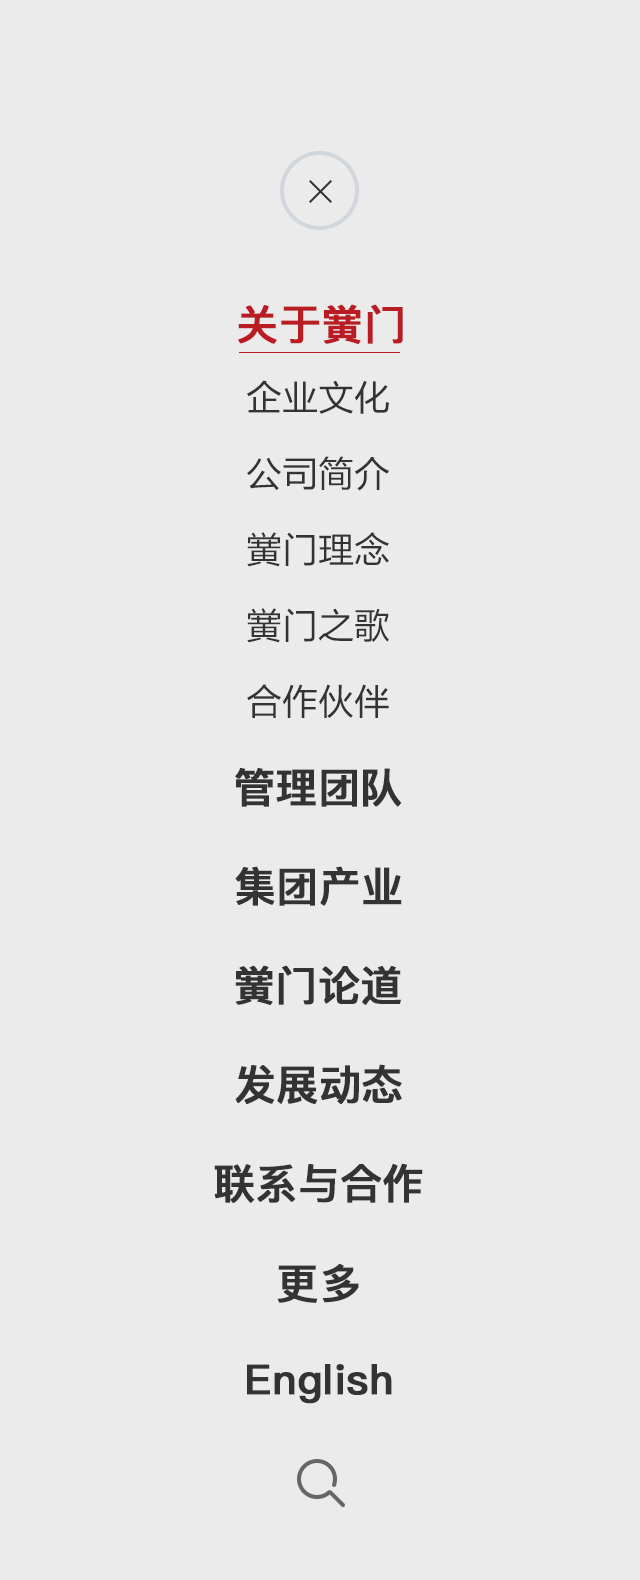 关于黉门
企业文化
公司简介
黉门理念
黉门之歌
合作伙伴
管理团队
集团产业
黉门论道
发展动态
联系与合作
更多
English